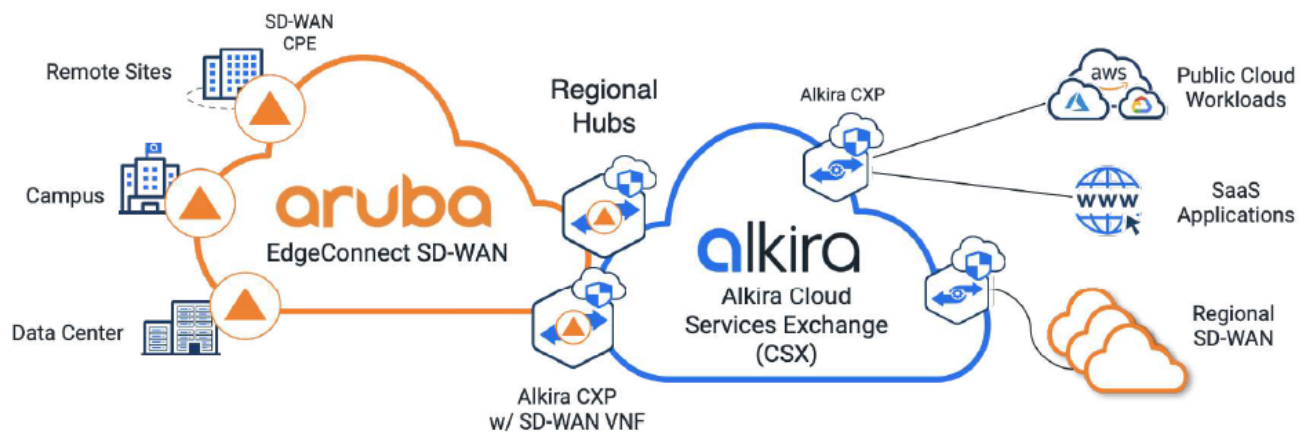 SD-WAN
CPE
Remote Sites
Campus
Data Center
aruba
EdgeConnect SD-WAN
Regional
Hubs
Alkira CXP
w/ SD-WAN VNF
alkira
Alkira Cloud
Services Exchange
(CSX)
Alkira CXP
aws
Public Cloud
Workloads
www
SaaS
Applications
Regional
SD-WAN